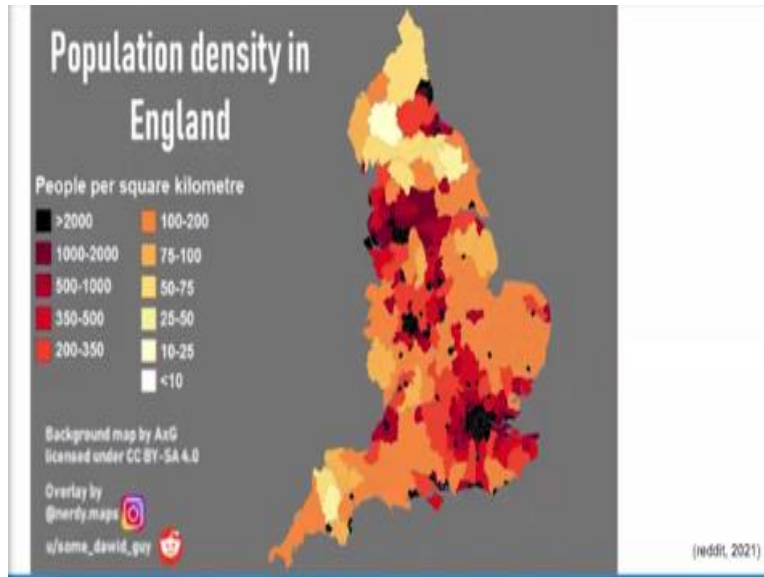 Population density in
England
People per square kilometre
>2000
1000-2000
500-1000
350-500
200-350
100-200
75-100
50-75
25-50
10-25
<10
Background map by AxG
licensed under CC BY-SA 4.0
Overlay by
@nerdy.maps
u/some_dawid_guy
(reddit, 2021)